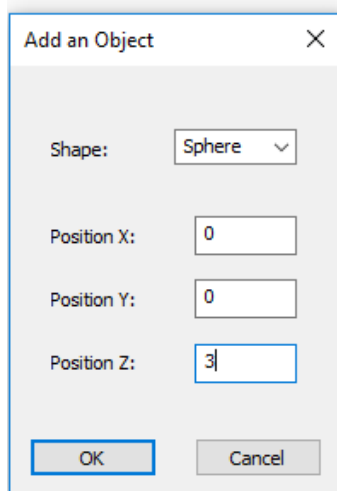 Add an Object
Shape: Sphere
Position X: 0
Position Y: 0
Position Z: 3
OK Cancel